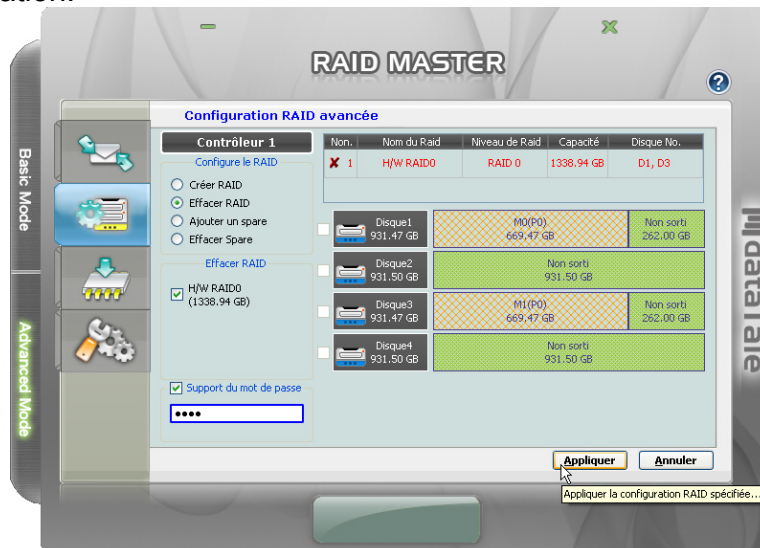 ation.
RAID MASTER
?
Configuration RAID avancée
Basic Mode
Advanced Mode
Contrôleur 1
Configure le RAID
Créer RAID
Effacer RAID
Ajouter un spare
Effacer Spare
Effacer RAID
H/W RAID0
(1338.94 GB)
Support du mot de passe
••••
Non. Nom du Raid Niveau de Raid Capacité Disque No.
1 H/W RAID0 RAID 0 1338.94 GB D1, D3
Disque1
931.47 GB
M0(P0)
669.47 GB
Non sorti
262.00 GB
Disque2
931.50 GB
Non sorti
931.50 GB
Disque3
931.47 GB
M1(P0)
669.47 GB
Non sorti
262.00 GB
Disque4
931.50 GB
Non sorti
931.50 GB
Appliquer
Annuler
Appliquer la configuration RAID spécifiée...
datatale